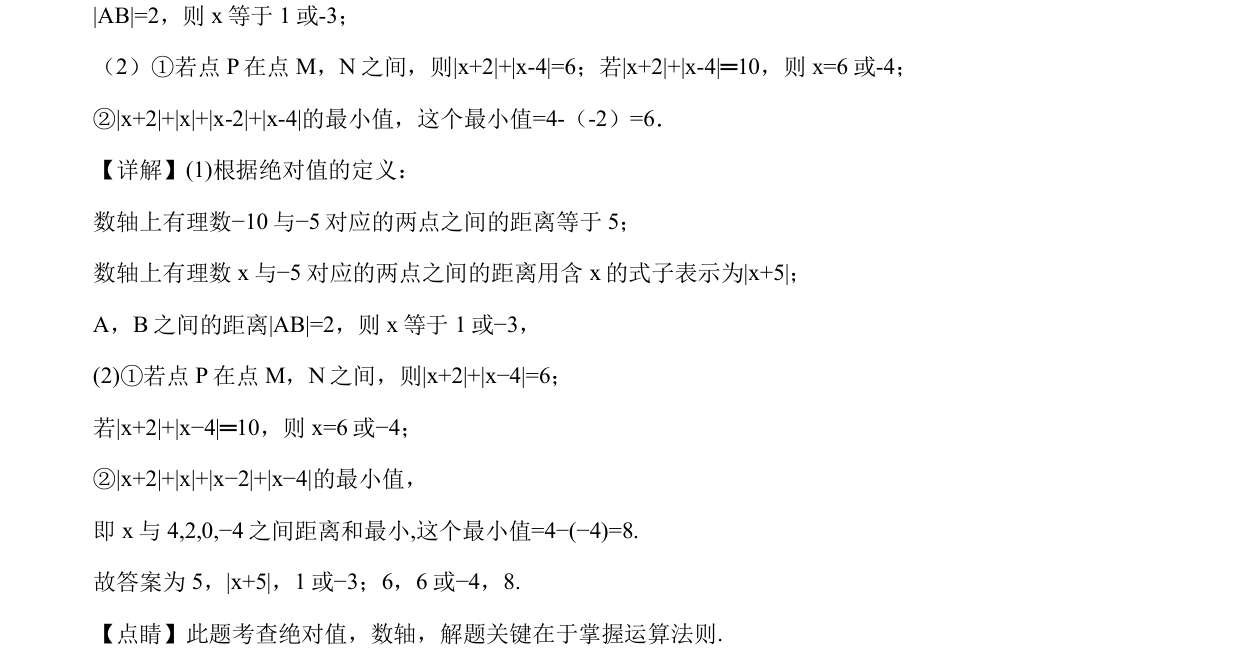 |AB|=2，则 x 等于 1 或-3；
（2）①若点 P 在点 M，N 之间，则|x+2|+|x-4|=6；若|x+2|+|x-4|═10，则 x=6 或-4；
②|x+2|+|x|+|x-2|+|x-4|的最小值，这个最小值=4-（-2）=6．
【详解】(1)根据绝对值的定义：
数轴上有理数−10 与−5 对应的两点之间的距离等于 5；
数轴上有理数 x 与−5 对应的两点之间的距离用含 x 的式子表示为|x+5|；
A，B 之间的距离|AB|=2，则 x 等于 1 或−3，
(2)①若点 P 在点 M，N 之间，则|x+2|+|x−4|=6；
若|x+2|+|x−4|═10，则 x=6 或−4；
②|x+2|+|x|+|x−2|+|x−4|的最小值，
即 x 与 4,2,0,−4 之间距离和最小,这个最小值=4−(−4)=8.
故答案为 5，|x+5|，1 或−3；6，6 或−4，8.
【点睛】此题考查绝对值，数轴，解题关键在于掌握运算法则.